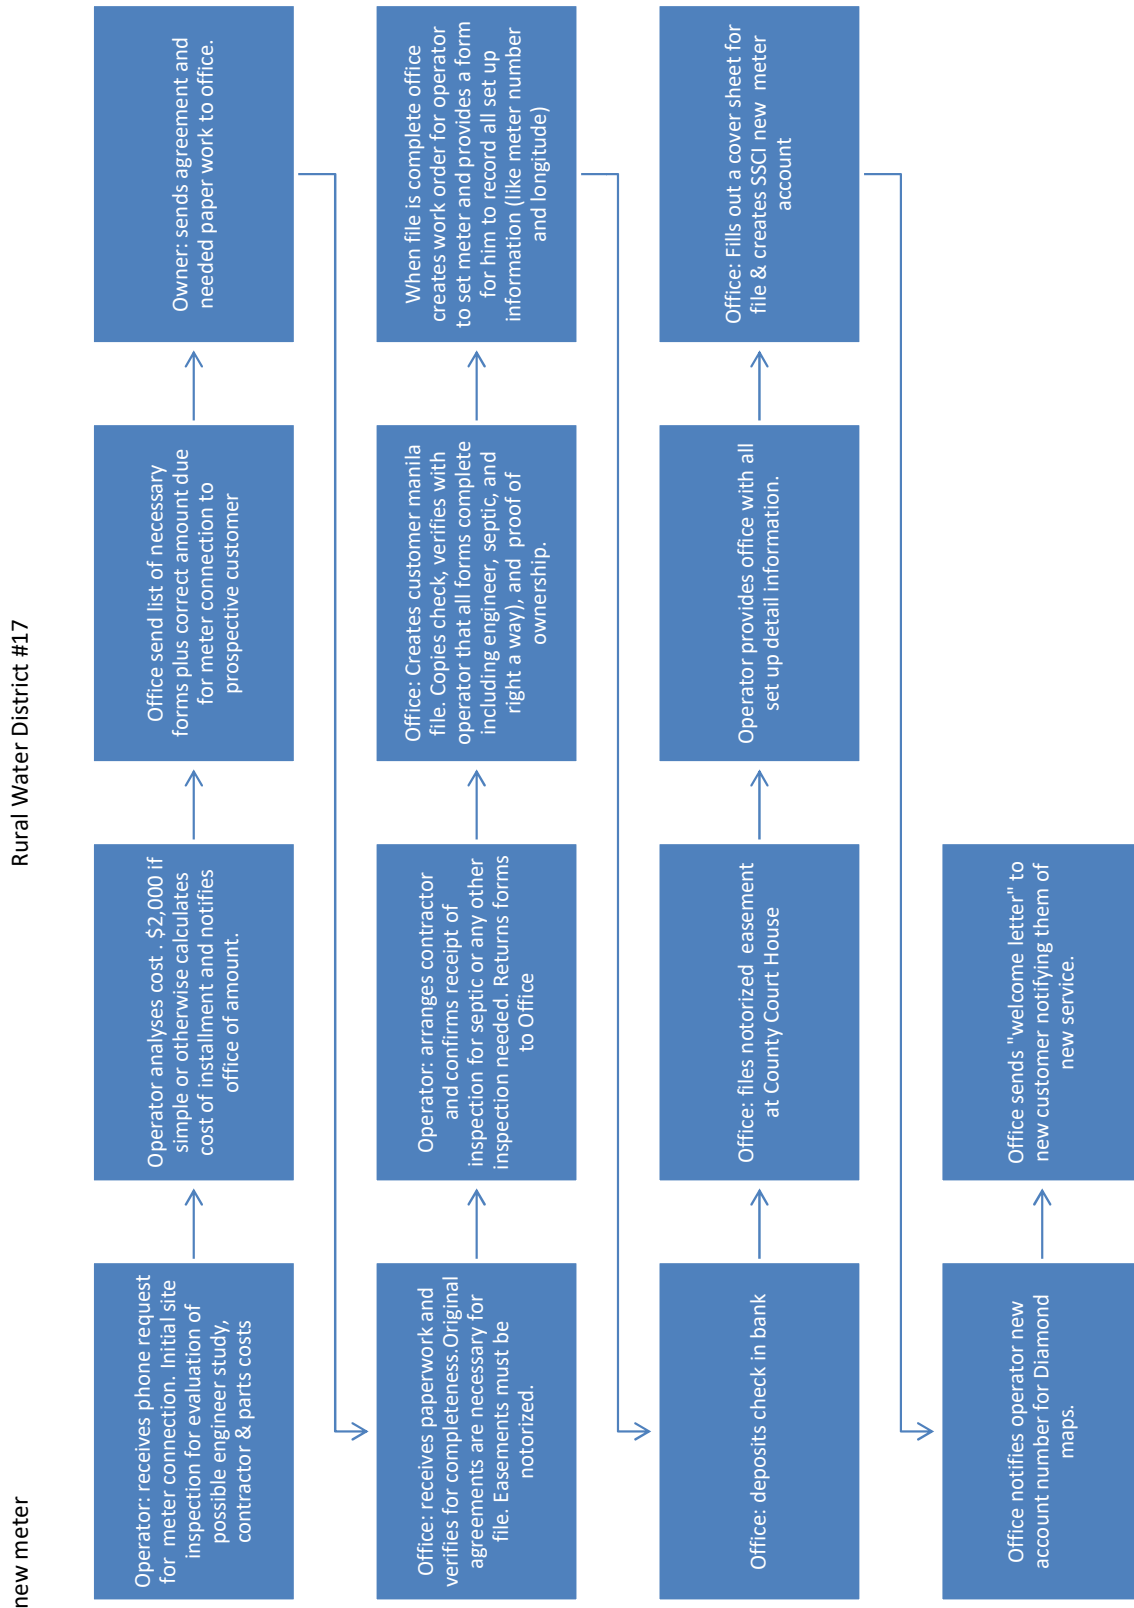 new meter
Rural Water District #17
Operator: receives phone request
for meter connection. Initial site
inspection for evaluation of
possible engineer study,
contractor & parts costs
Operator analyses cost . $2,000 if
simple or otherwise calculates
cost of installment and notifies
office of amount.
Office send list of necessary
forms plus correct amount due
for meter connection to
prospective customer
Owner: sends agreement and
needed paper work to office.
Office: receives paperwork and
verifies for completeness.Original
agreements are necessary for
file. Easements must be
notorized.
Operator: arranges contractor
and confirms receipt of
inspection for septic or any other
inspection needed. Returns forms
to Office
Office: Creates customer manila
file. Copies check, verifies with
operator that all forms complete
including engineer, septic, and
right a way), and proof of
ownership.
When file is complete office
creates work order for operator
to set meter and provides a form
for him to record all set up
information (like meter number
and longitude)
Office: deposits check in bank
Office: files notorized easement
at County Court House
Operator provides office with all
set up detail information.
Office: Fills out a cover sheet for
file & creates SSCI new meter
account
Office notifies operator new
account number for Diamond
maps.
Office sends "welcome letter" to
new customer notifying them of
new service.